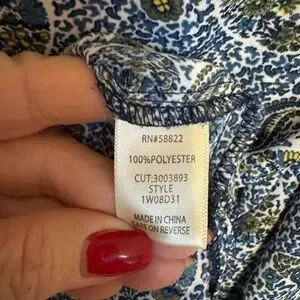 RN#58822
100%POLYESTER
CUT:3003893
STYLE
1W08D31
MADE IN CHINA
CARE ON REVERSE